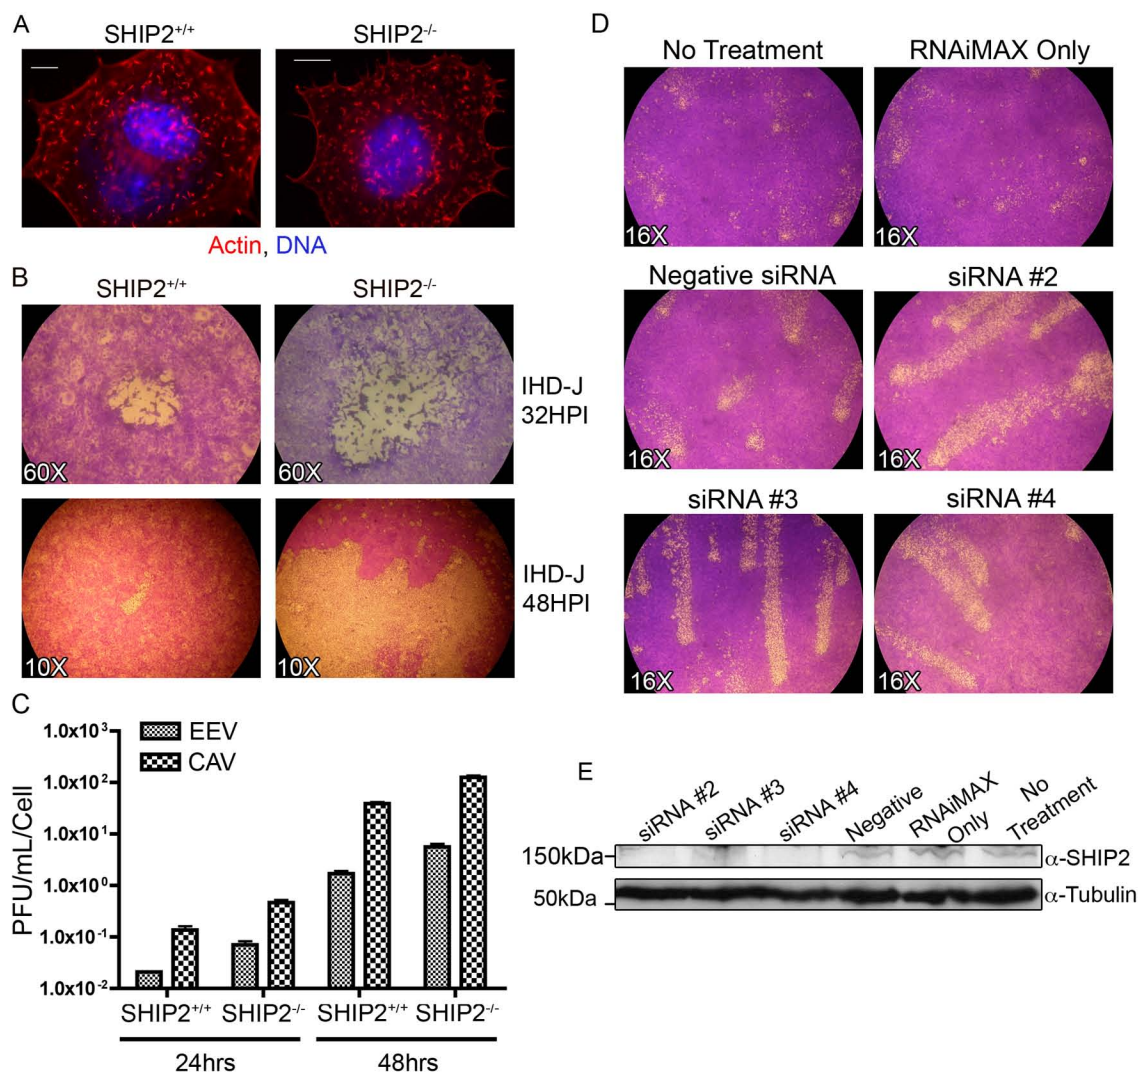 A
SHIP2+/+
SHIP2-/-
Actin, DNA
B
SHIP2+/+
SHIP2-/-
60X
60X
IHD-J
32HPI
10X
10X
IHD-J
48HPI
C
PFU/mL/Cell
1.0x10³
1.0x10²
1.0x10¹
1.0x10⁰
1.0x10⁻¹
1.0x10⁻²
EEV
CAV
SHIP2+/+
SHIP2-/-
SHIP2+/+
SHIP2-/-
24hrs
48hrs
D
No Treatment
RNAiMAX Only
16X
16X
Negative siRNA
siRNA #2
16X
16X
siRNA #3
siRNA #4
16X
16X
E
siRNA #2
siRNA #3
siRNA #4
Negative
RNAiMAX
Only
No
Treatment
150kDa
α-SHIP2
50kDa
α-Tubulin